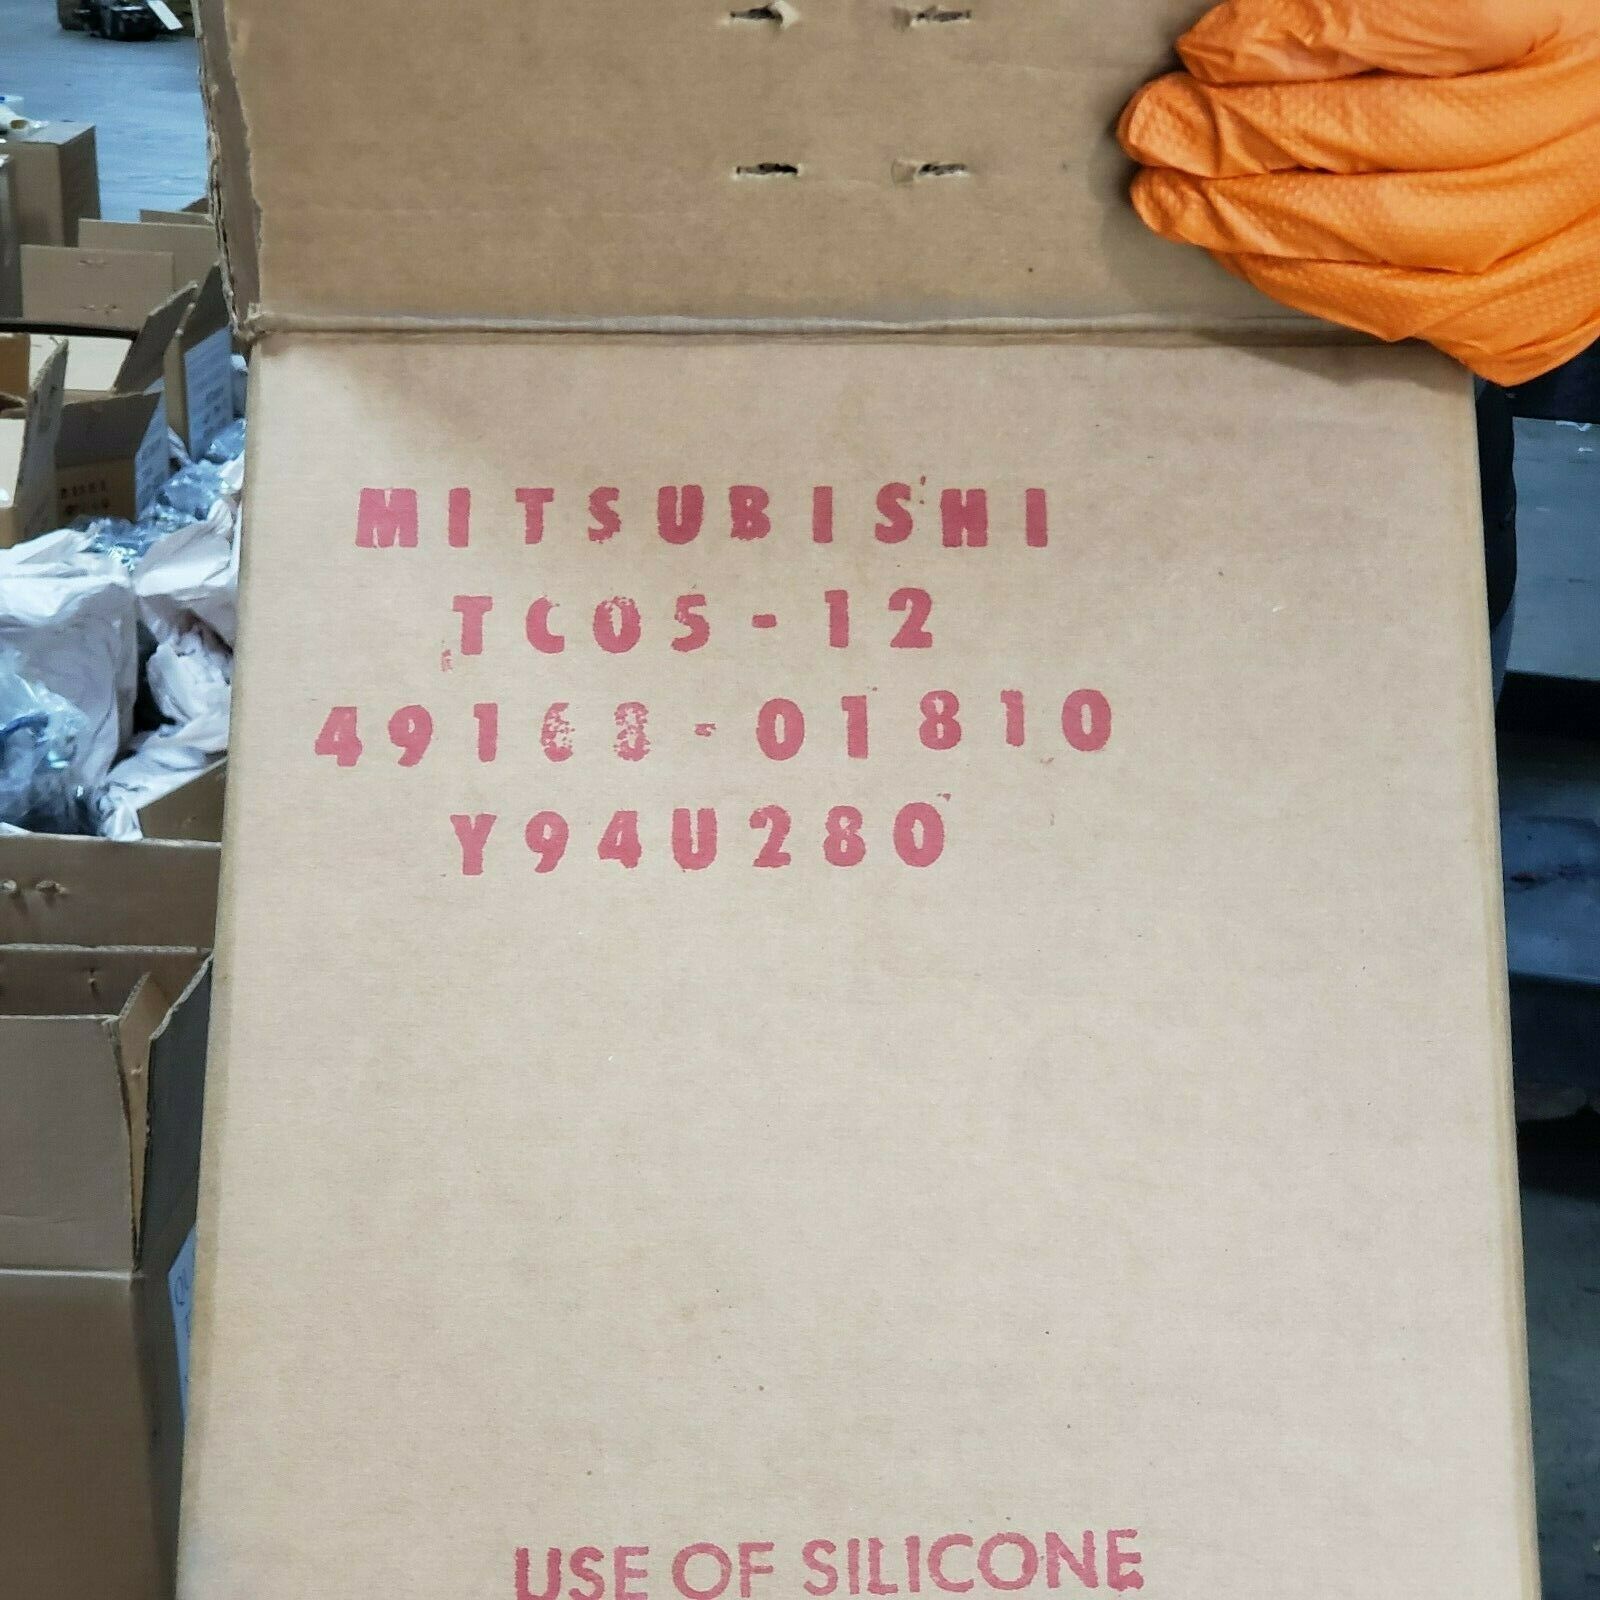 MITSUBISHI
TC05-12
49168-01810
Y94U280
USE OF SILICONE